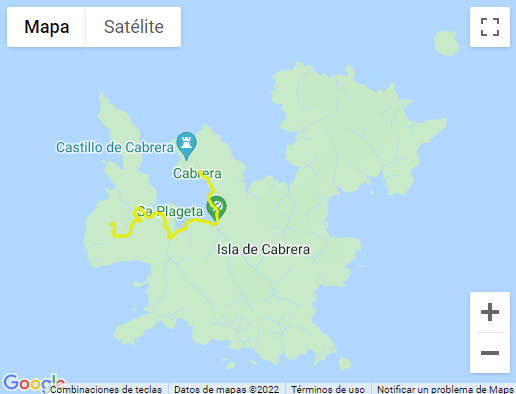 Mapa Satélite
Castillo de Cabrera
Cabrera
Sa Plageta
Isla de Cabrera
Google
Combinaciones de teclas Datos de mapas ©2022 Términos de uso Notificar un problema de Maps